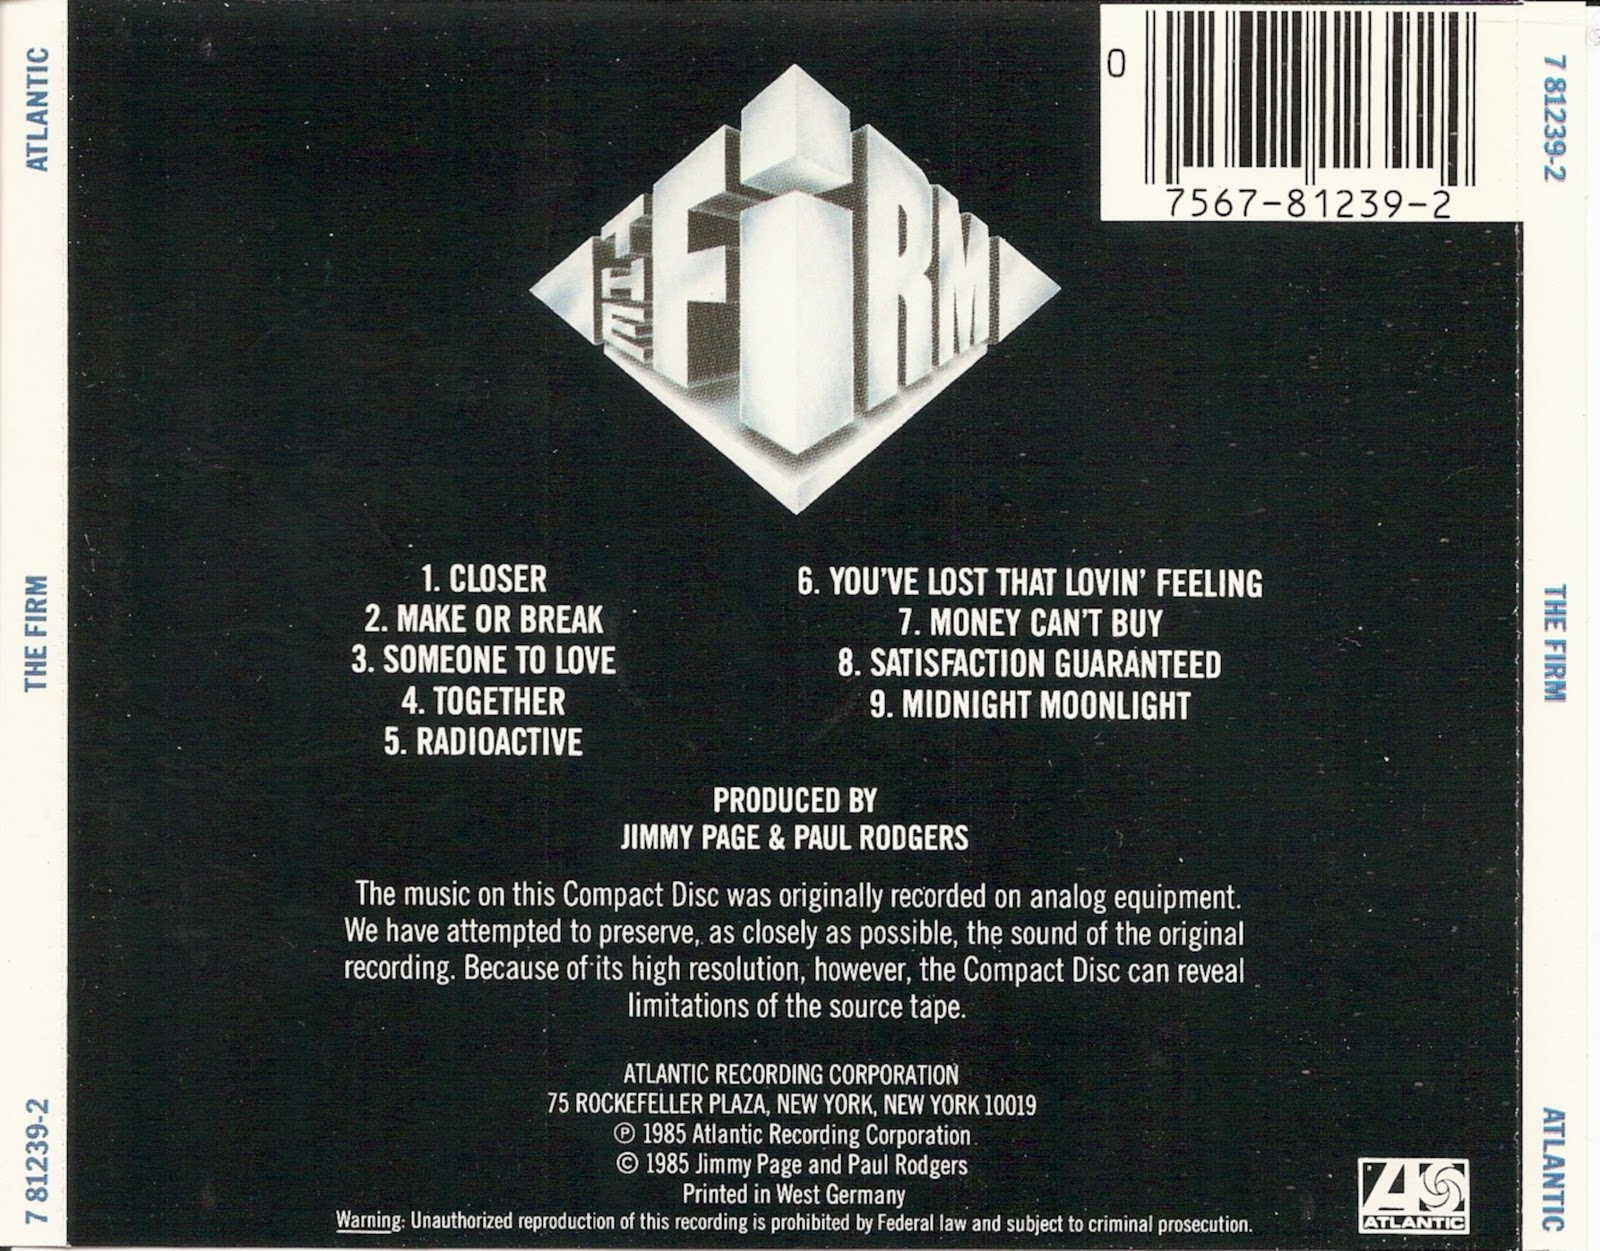 ATLANTIC
THE FIRM
7 81239-2
0
7567-81239-2
THE FiRM
1. CLOSER
2. MAKE OR BREAK
3. SOMEONE TO LOVE
4. TOGETHER
5. RADIOACTIVE
6. YOU'VE LOST THAT LOVIN' FEELING
7. MONEY CAN'T BUY
8. SATISFACTION GUARANTEED
9. MIDNIGHT MOONLIGHT
PRODUCED BY
JIMMY PAGE & PAUL RODGERS
The music on this Compact Disc was originally recorded on analog equipment.
We have attempted to preserve, as closely as possible, the sound of the original
recording. Because of its high resolution, however, the Compact Disc can reveal
limitations of the source tape.
ATLANTIC RECORDING CORPORATION
75 ROCKEFELLER PLAZA, NEW YORK, NEW YORK 10019
℗ 1985 Atlantic Recording Corporation
© 1985 Jimmy Page and Paul Rodgers
Printed in West Germany
Warning: Unauthorized reproduction of this recording is prohibited by Federal law and subject to criminal prosecution.
ATLANTIC
7 81239-2
THE FIRM
ATLANTIC